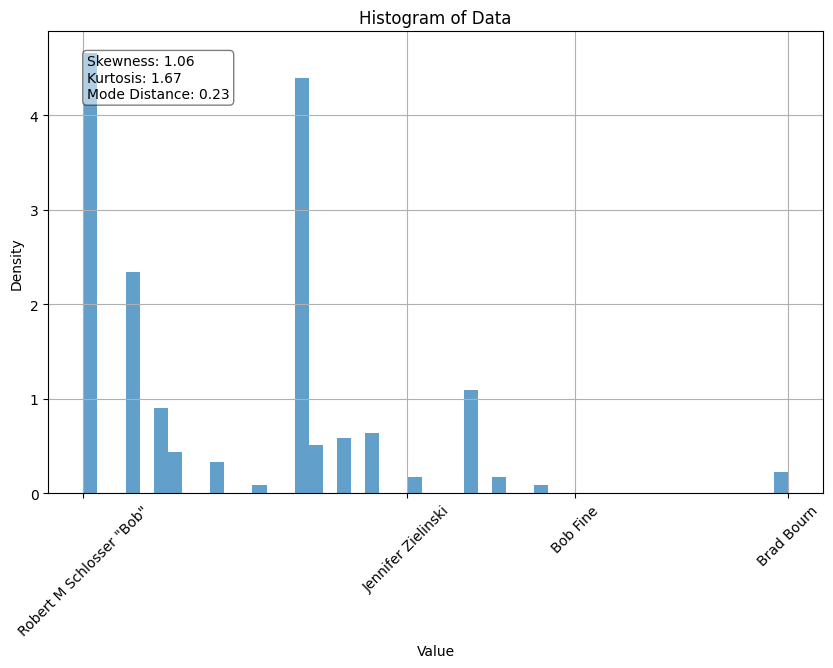 Histogram of Data
Skewness: 1.06
Kurtosis: 1.67
Mode Distance: 0.23
4
3
2
1
0
Density
Robert M Schlosser "Bob"
Jennifer Zielinski
Bob Fine
Brad Bourn
Value